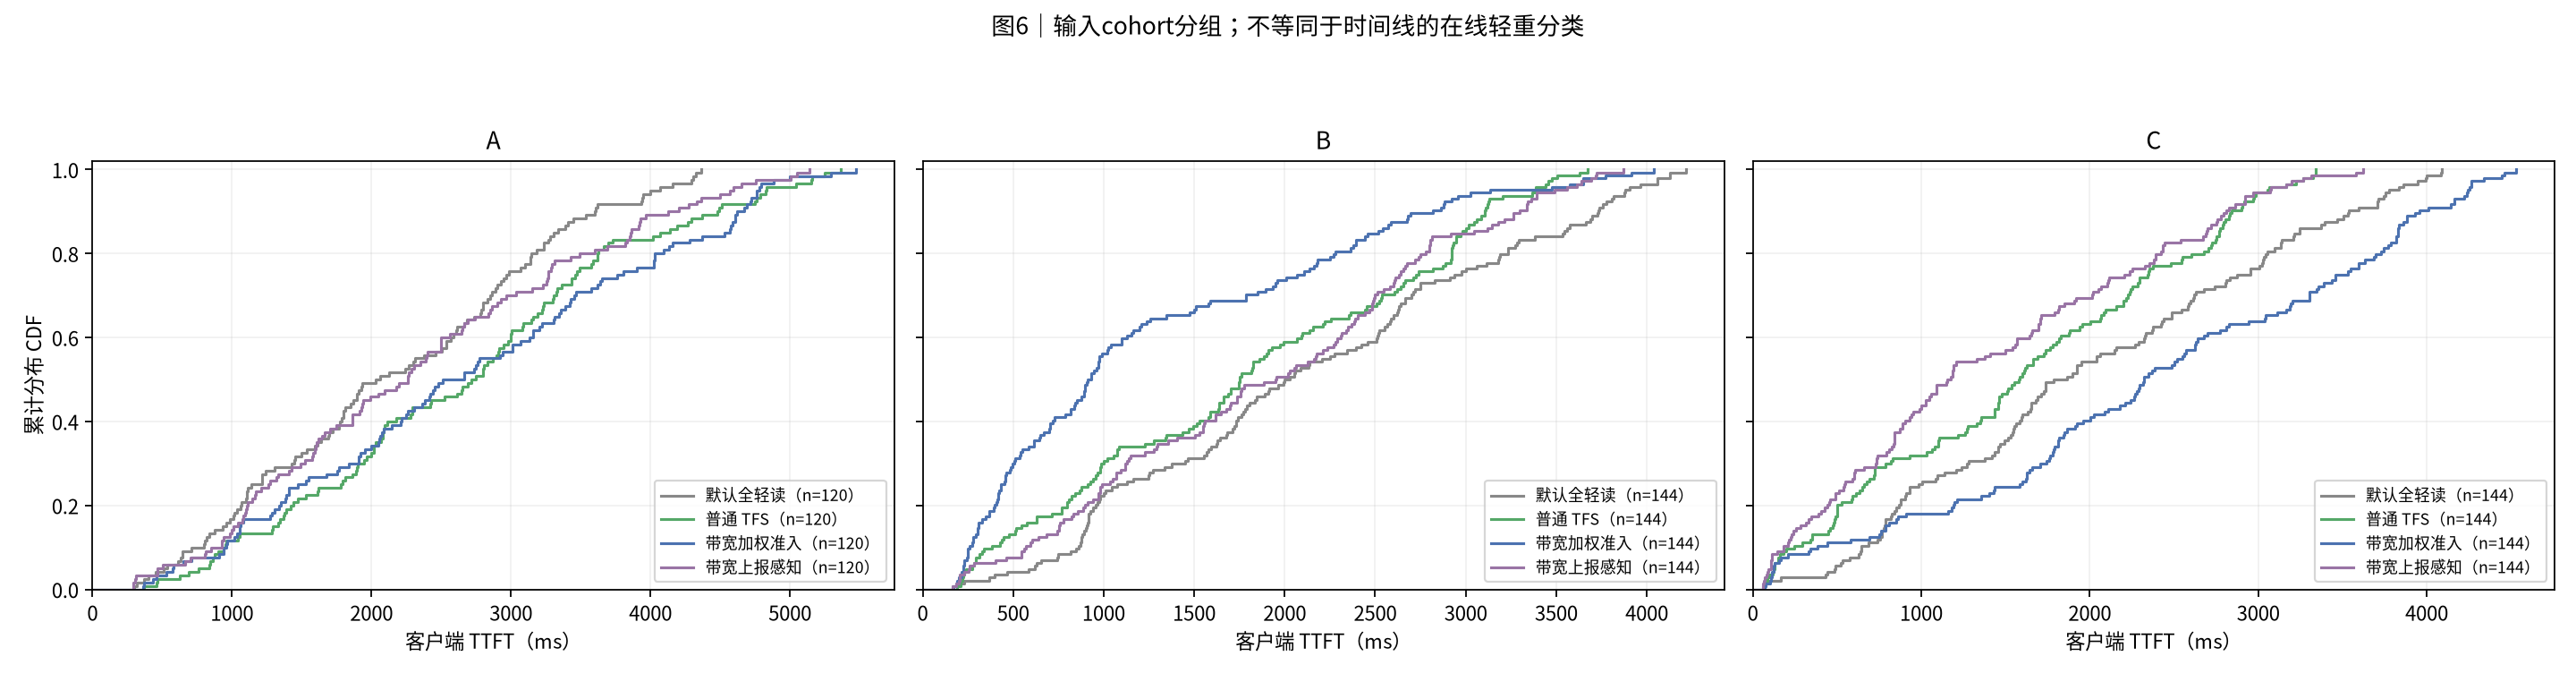 图6｜输入cohort分组；不等同于时间线的在线轻重分类
A
累计分布 CDF
1.0
0.8
0.6
0.4
0.2
0.0
默认全轻读（n=120）
普通 TFS（n=120）
带宽加权准入（n=120）
带宽上报感知（n=120）
0 1000 2000 3000 4000 5000
客户端 TTFT（ms）
B
默认全轻读（n=144）
普通 TFS（n=144）
带宽加权准入（n=144）
带宽上报感知（n=144）
0 500 1000 1500 2000 2500 3000 3500 4000
客户端 TTFT（ms）
C
默认全轻读（n=144）
普通 TFS（n=144）
带宽加权准入（n=144）
带宽上报感知（n=144）
0 1000 2000 3000 4000
客户端 TTFT（ms）